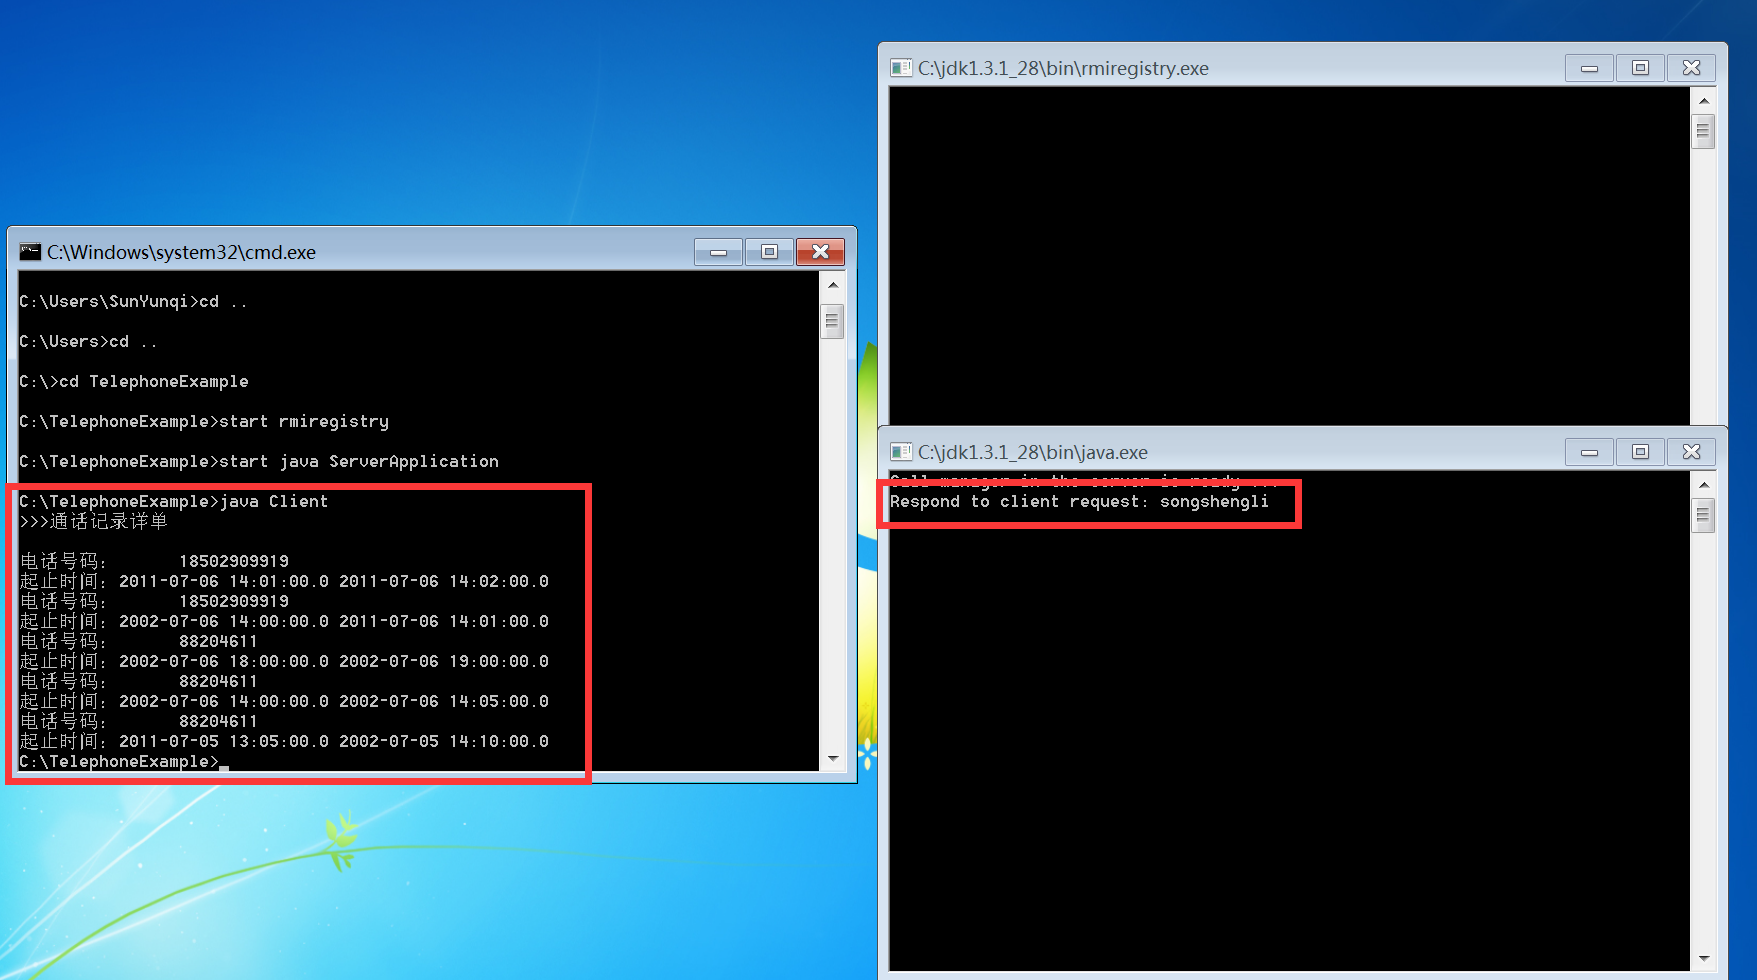 C:\Windows\system32\cmd.exe
C:\Users\SunYunqi>cd ..
C:\Users>cd ..
C:\>cd TelephoneExample
C:\TelephoneExample>start rmiregistry
C:\TelephoneExample>start java ServerApplication
C:\TelephoneExample>java Client
>>>通话记录详单
电话号码: 18502909919
起止时间: 2011-07-06 14:01:00.0 2011-07-06 14:02:00.0
电话号码: 18502909919
起止时间: 2002-07-06 14:00:00.0 2011-07-06 14:01:00.0
电话号码: 88204611
起止时间: 2002-07-06 18:00:00.0 2002-07-06 19:00:00.0
电话号码: 88204611
起止时间: 2002-07-06 14:00:00.0 2002-07-06 14:05:00.0
电话号码: 88204611
起止时间: 2011-07-05 13:05:00.0 2002-07-05 14:10:00.0
C:\TelephoneExample>_
C:\jdk1.3.1_28\bin\rmiregistry.exe
C:\jdk1.3.1_28\bin\java.exe
Call manager in the server is ready ...
Respond to client request: songshengli